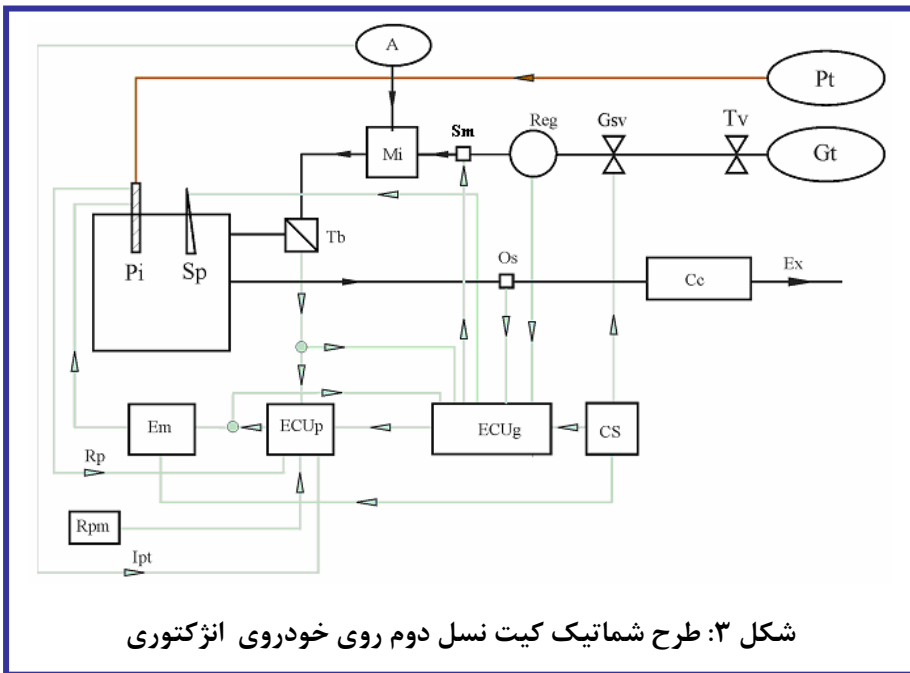 A
Pt
Reg
Gsv
Tv
Sm
Mi
Gt
Tb
Pi
Sp
Os
Cc
Ex
Em
ECUp
ECUg
CS
Rp
Rpm
Ipt
شکل ۳: طرح شماتیک کیت نسل دوم روی خودروی انژکتوری